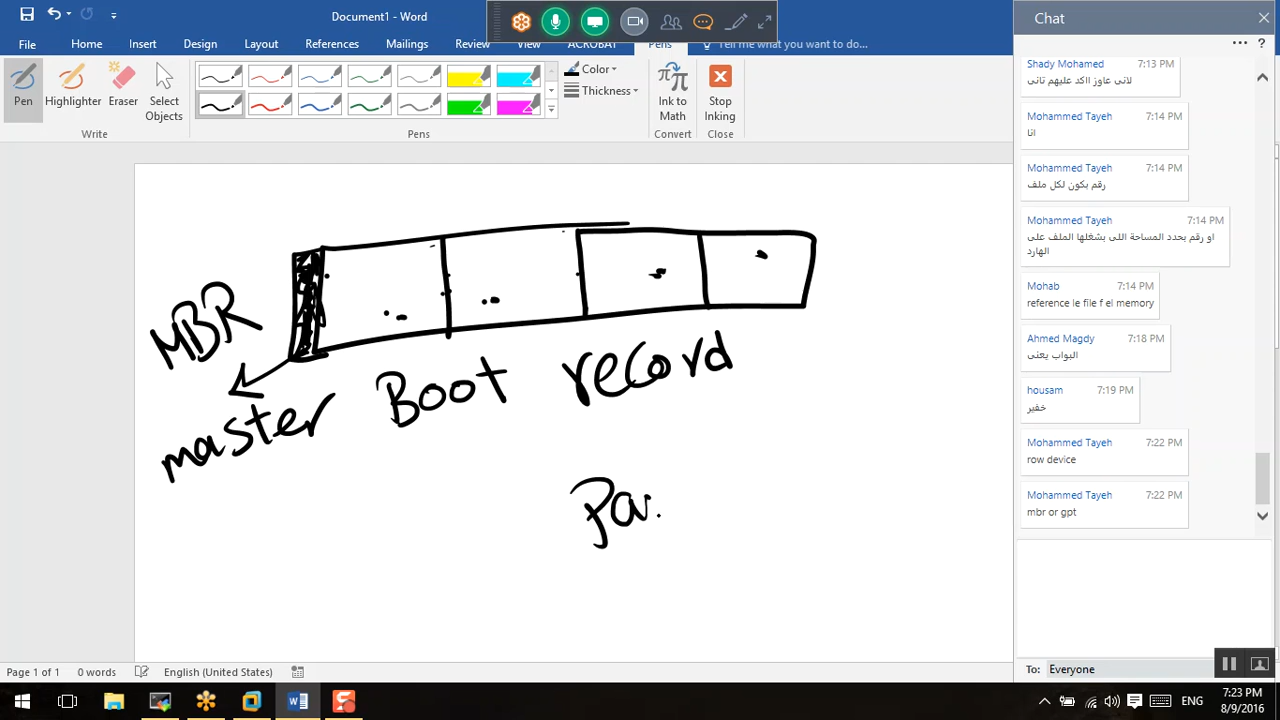 Document1 - Word
Chat
File
Home
Insert
Design
Layout
References
Mailings
Review
View
ACROBAT
Pens
Tell me what you want to do...
Pen
Highlighter
Eraser
Select
Objects
Color
Thickness
Ink to
Math
Stop
Inking
Write
Pens
Convert
Close
MBR
master Boot record
Pa
Shady Mohamed 7:13 PM
لانى عاوز اأكد عليهم تانى
Mohammed Tayeh 7:14 PM
انا
Mohammed Tayeh 7:14 PM
رقم بكون لكل ملف
Mohammed Tayeh 7:14 PM
او رقم بحدد المساحة اللى بشغلها الملف على
الهارد
Mohab 7:14 PM
reference le file f el memory
Ahmed Magdy 7:18 PM
البواب يعنى
housam 7:19 PM
خفير
Mohammed Tayeh 7:22 PM
row device
Mohammed Tayeh 7:22 PM
mbr or gpt
To: Everyone
Page 1 of 1 0 words English (United States)
ENG
7:23 PM
8/9/2016